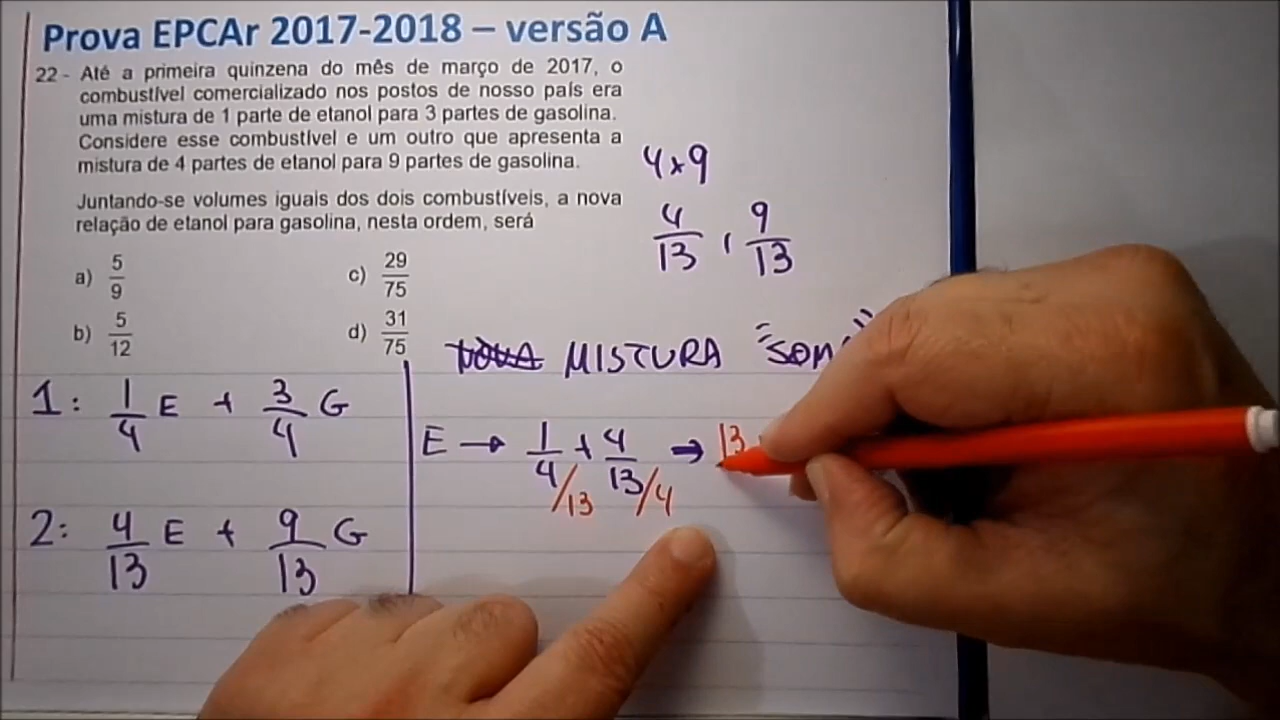 Prova EPCAr 2017-2018 – versão A
22 - Até a primeira quinzena do mês de março de 2017, o
combustível comercializado nos postos de nosso país era
uma mistura de 1 parte de etanol para 3 partes de gasolina.
Considere esse combustível e um outro que apresenta a
mistura de 4 partes de etanol para 9 partes de gasolina.
Juntando-se volumes iguais dos dois combustíveis, a nova
relação de etanol para gasolina, nesta ordem, será
a) 5/9
b) 5/12
c) 29/75
d) 31/75
4 x 9
4/13 , 9/13
MISTURA "SOM
1: 1/4 E + 3/4 G
2: 4/13 E + 9/13 G
E → 1/4 + 4/13 ⇒ 13
/13 /4